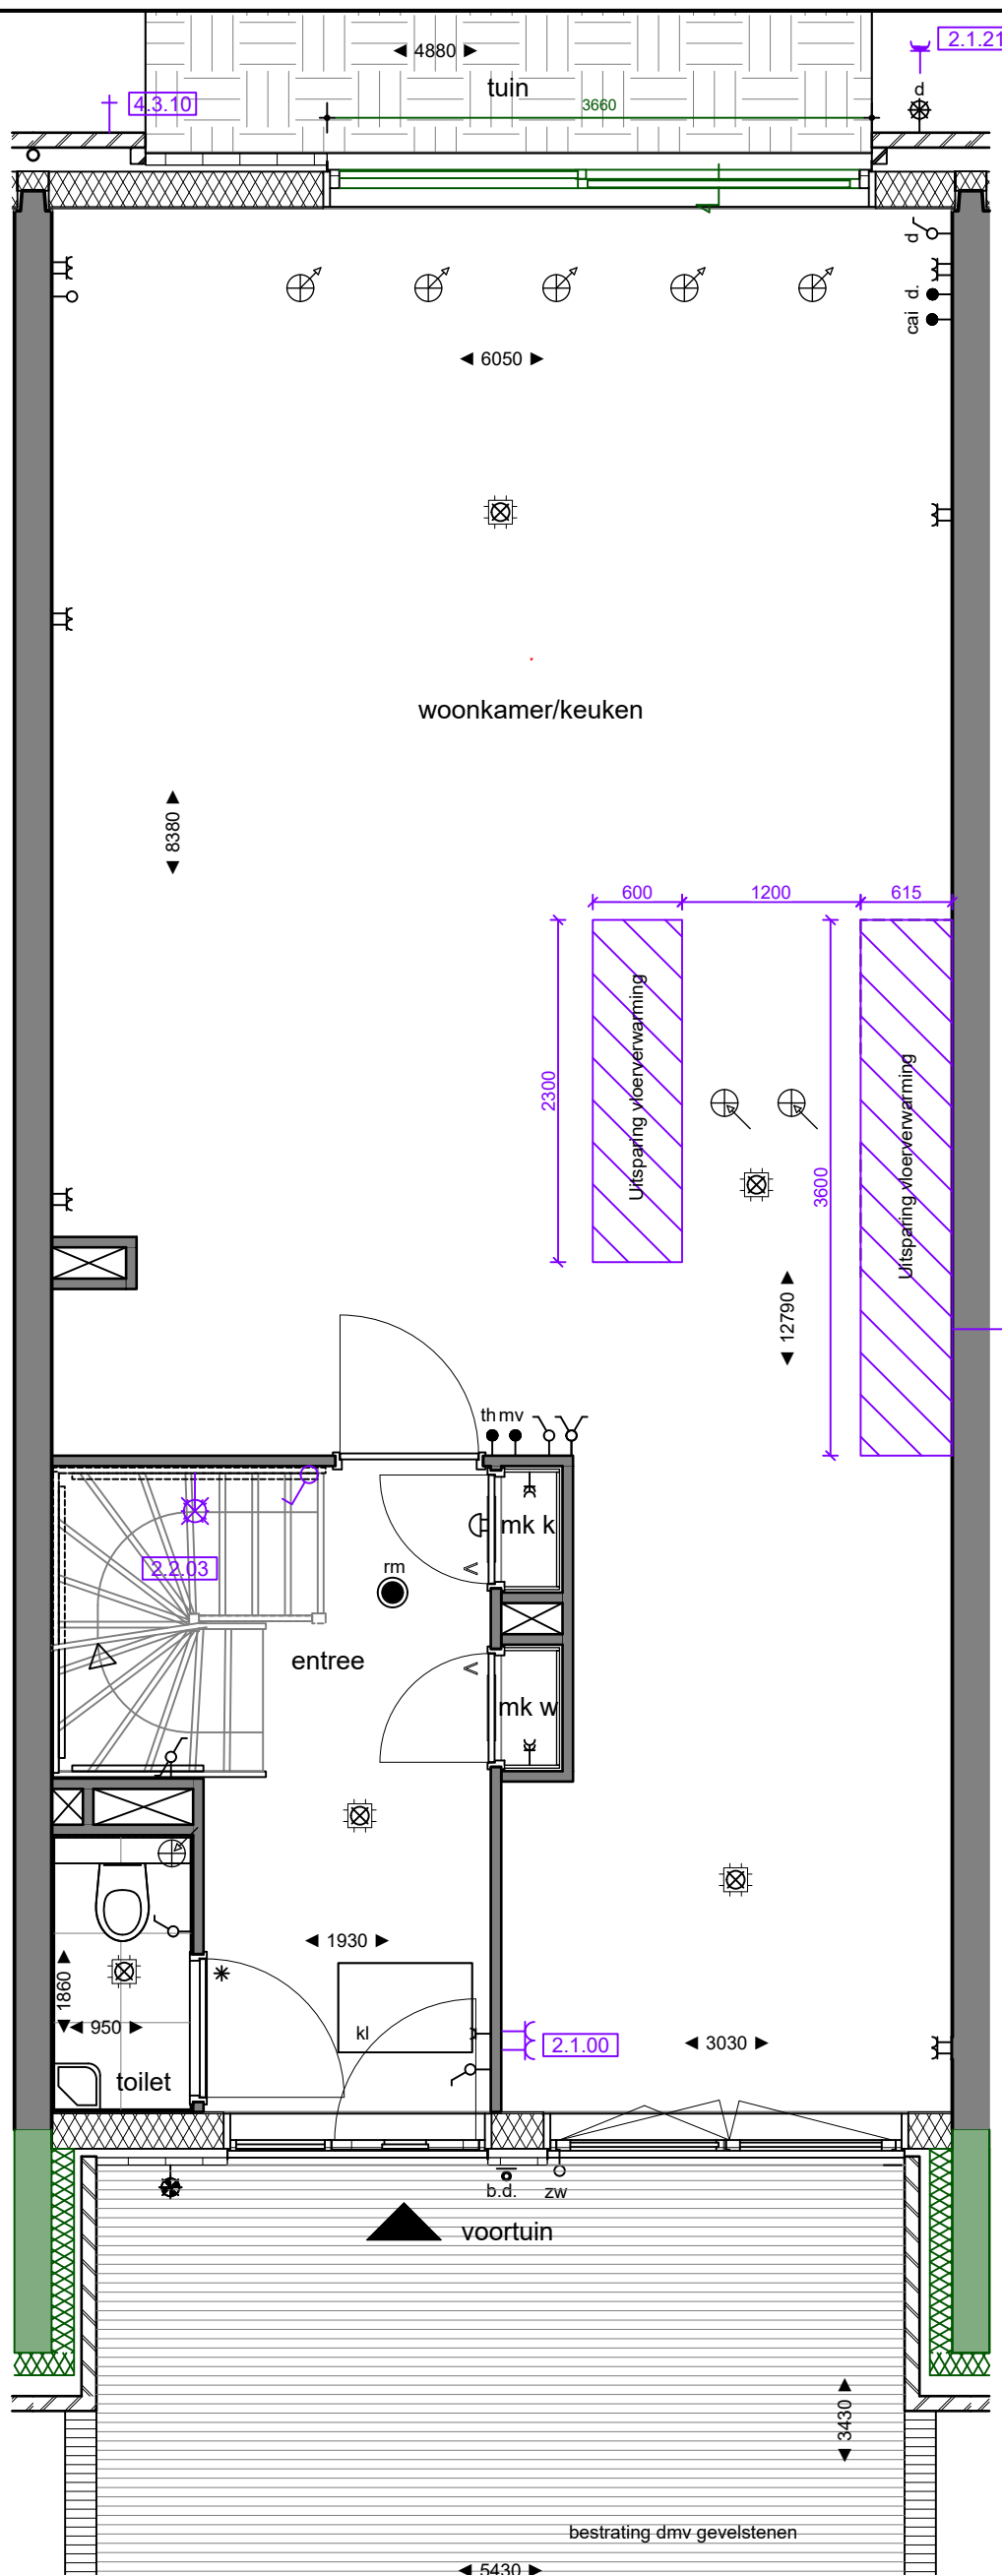 2.1.21
4880
tuin
d
4.3.10
3660
d
d.
cai
6050
woonkamer/keuken
8380
600
1200
615
Uitsparing vloerverwarming
2300
Uitsparing vloerverwarming
3600
12790
th mv
mk k
2.2.03
rm
entree
mk w
1930
1860
950
kl
2.1.00
3030
toilet
b.d.
zw
voortuin
3430
bestrating dmv gevelstenen
5430